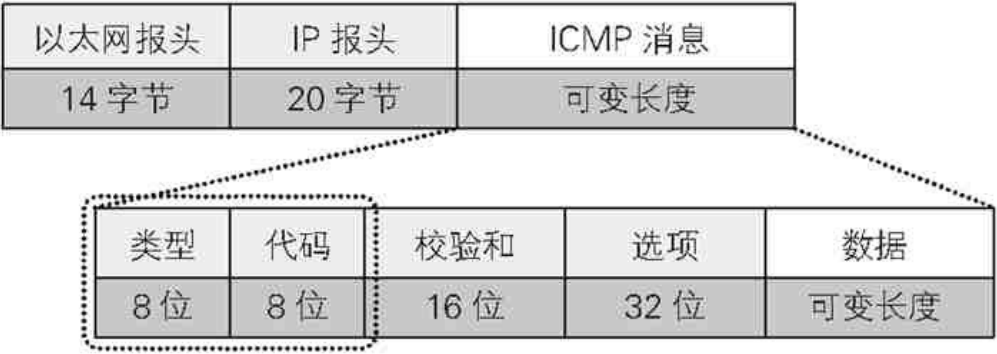 以太网报头 IP 报头 ICMP 消息
14 字节 20 字节 可变长度
类型 代码 校验和 选项 数据
8 位 8 位 16 位 32 位 可变长度